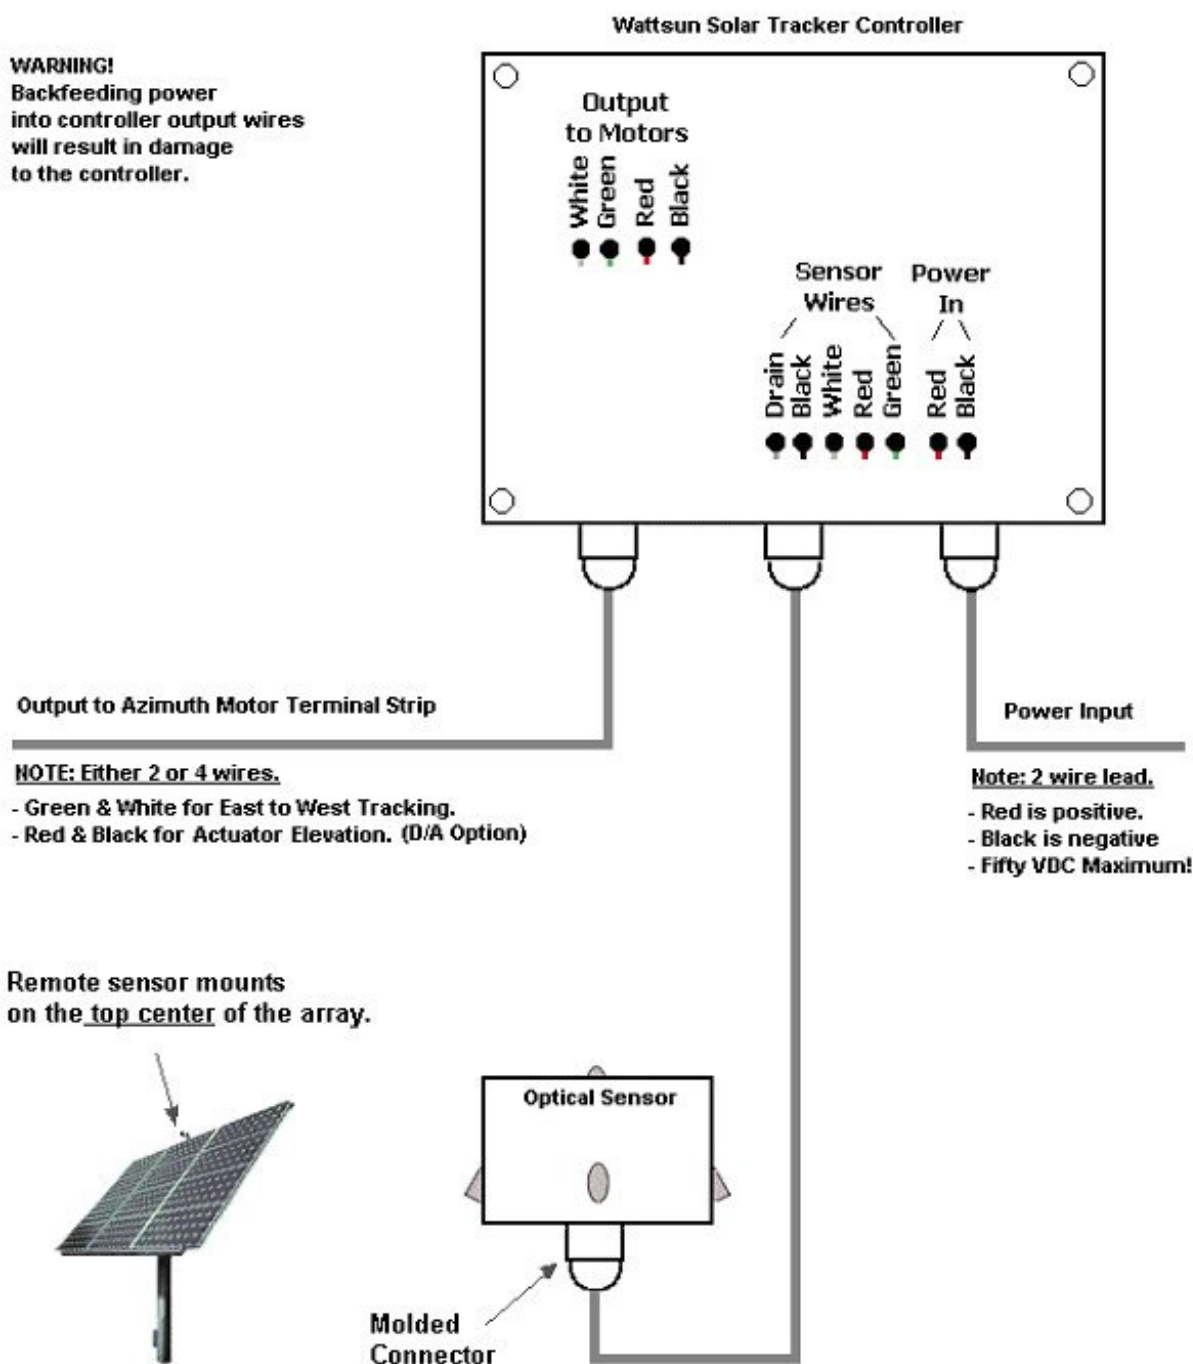 Wattsun Solar Tracker Controller
WARNING!
Backfeeding power
into controller output wires
will result in damage
to the controller.
Output
to Motors
White
Green
Red
Black
Sensor
Wires
Power
In
Drain
Black
White
Red
Green
Red
Black
Output to Azimuth Motor Terminal Strip
NOTE: Either 2 or 4 wires.
- Green & White for East to West Tracking.
- Red & Black for Actuator Elevation. (D/A Option)
Power Input
Note: 2 wire lead.
- Red is positive.
- Black is negative
- Fifty VDC Maximum!
Remote sensor mounts
on the top center of the array.
Optical Sensor
Molded
Connector